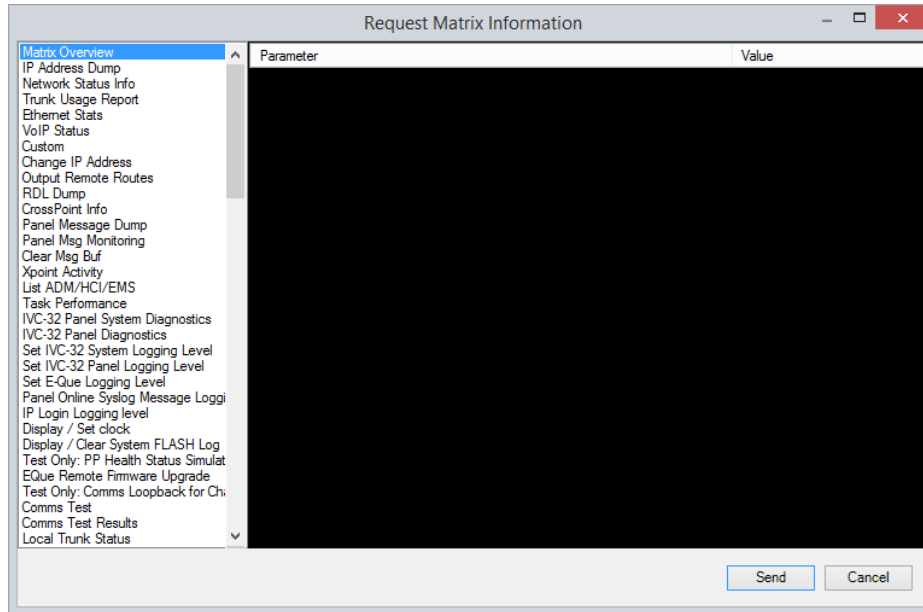 Request Matrix Information
Parameter Value
Matrix Overview
IP Address Dump
Network Status Info
Trunk Usage Report
Ethernet Stats
VoIP Status
Custom
Change IP Address
Output Remote Routes
RDL Dump
CrossPoint Info
Panel Message Dump
Panel Msg Monitoring
Clear Msg Buf
Xpoint Activity
List ADM/HCI/EMS
Task Performance
IVC-32 Panel System Diagnostics
IVC-32 Panel Diagnostics
Set IVC-32 System Logging Level
Set IVC-32 Panel Logging Level
Set E-Que Logging Level
Panel Online Syslog Message Loggi
IP Login Logging level
Display / Set clock
Display / Clear System FLASH Log
Test Only: PP Health Status Simulat
EQue Remote Firmware Upgrade
Test Only: Comms Loopback for Cha
Comms Test
Comms Test Results
Local Trunk Status
Send Cancel